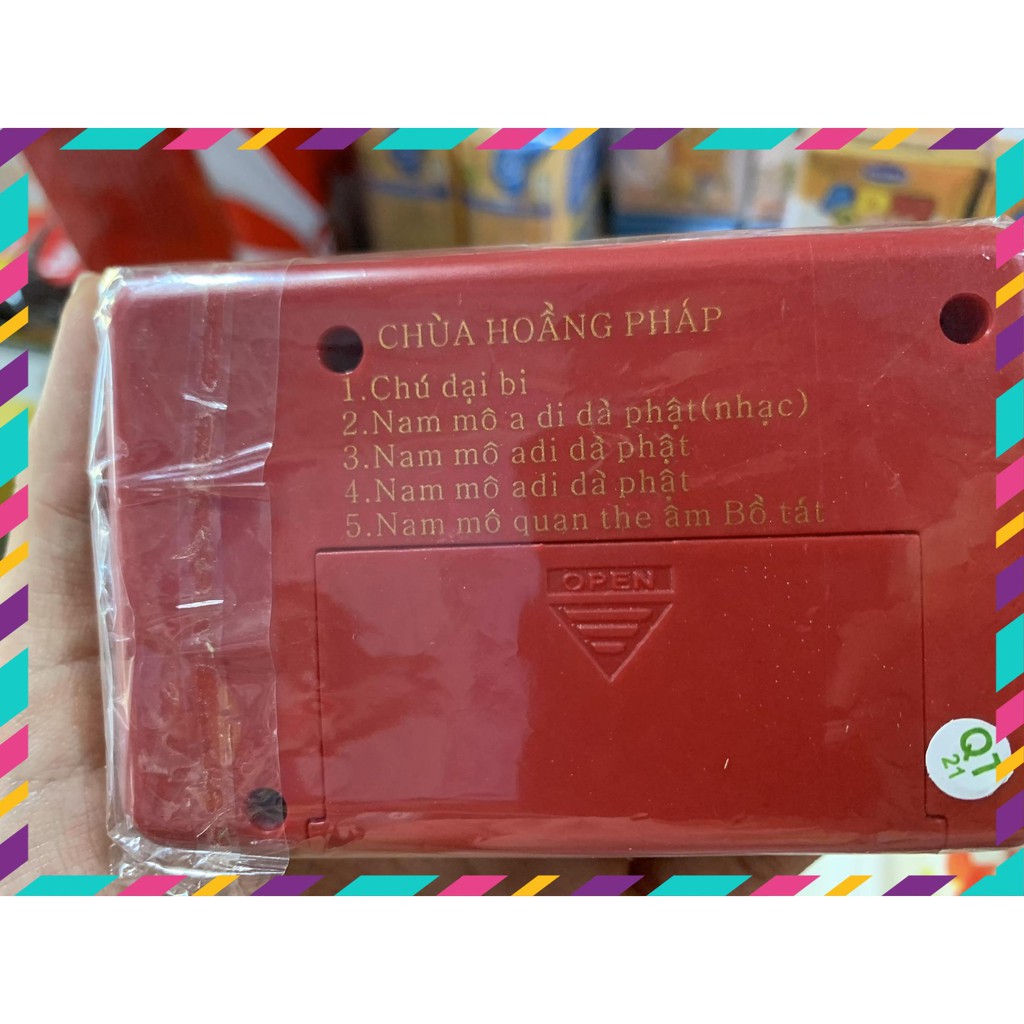 CHÙA HOẰNG PHÁP
1.Chú dại bi
2.Nam mô a di dà phật(nhạc)
3.Nam mô adi dà phật
4.Nam mô adi dà phật
5.Nam mô quan the âm Bồ tát
OPEN
QT
21